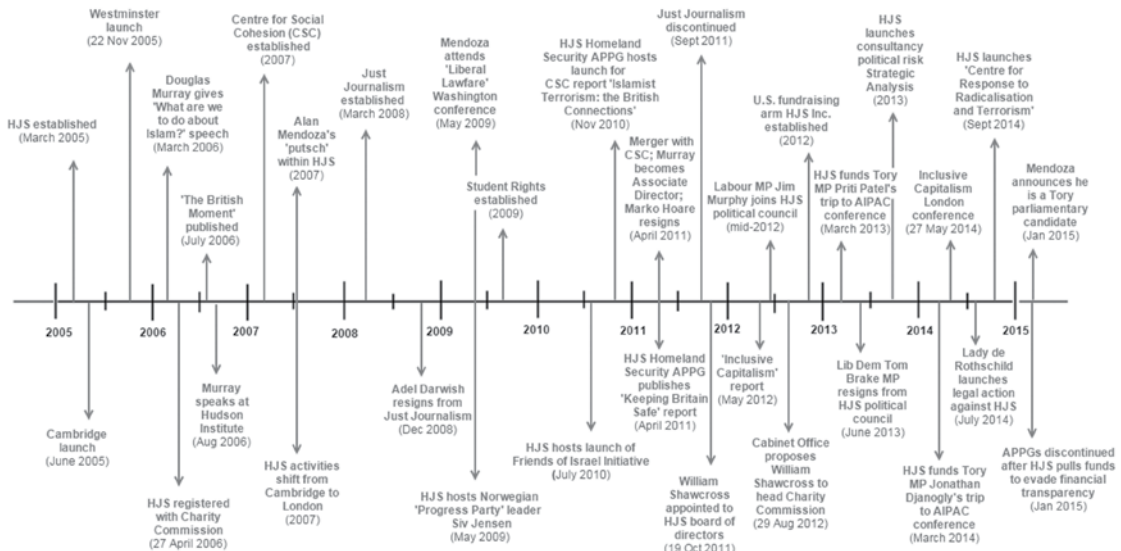 Westminster
launch
(22 Nov 2005)
Centre for Social
Cohesion (CSC)
established
(2007)
Mendoza
attends
'Liberal
Lawfare'
Washington
conference
(May 2009)
HJS Homeland
Security APPG hosts
launch for
CSC report 'Islamist
Terrorism: the British
Connections'
(Nov 2010)
Just Journalism
discontinued
(Sept 2011)
HJS
launches
consultancy
political risk
Strategic
Analysis
(2013)
HJS launches
'Centre for
Response to
Radicalisation
and Terrorism'
(Sept 2014)
HJS established
(March 2005)
Douglas
Murray gives
'What are we
to do about
Islam?' speech
(March 2006)
'The British
Moment'
published
(July 2006)
Alan
Mendoza's
'putsch'
within HJS
(2007)
Just
Journalism
established
(March 2008)
Student Rights
established
(2009)
Merger with
CSC; Murray
becomes
Associate
Director;
Marko Hoare
resigns
(April 2011)
Labour MP Jim
Murphy joins HJS
political council
(mid-2012)
U.S. fundraising
arm HJS Inc.
established
(2012)
HJS funds Tory
MP Priti Patel's
trip to AIPAC
conference
(March 2013)
Inclusive
Capitalism
London
conference
(27 May 2014)
Mendoza
announces he
is a Tory
parliamentary
candidate
(Jan 2015)
2005 2006 2007 2008 2009 2010 2011 2012 2013 2014 2015
Cambridge
launch
(June 2005)
HJS registered
with Charity
Commission
(27 April 2006)
Murray
speaks at
Hudson
Institute
(Aug 2006)
HJS activities
shift from
Cambridge to
London
(2007)
Adel Darwish
resigns from
Just Journalism
(Dec 2008)
HJS hosts Norwegian
'Progress Party' leader
Siv Jensen
(May 2009)
HJS hosts launch of
Friends of Israel Initiative
(July 2010)
HJS Homeland
Security APPG
publishes
'Keeping Britain
Safe' report
(April 2011)
William
Shawcross
appointed to
HJS board of
directors
(19 Oct 2011)
'Inclusive
Capitalism'
report
(May 2012)
Cabinet Office
proposes
William
Shawcross to
head Charity
Commission
(29 Aug 2012)
Lib Dem Tom
Brake MP
resigns from
HJS political
council
(June 2013)
HJS funds Tory
MP Jonathan
Djanogly's trip
to AIPAC
conference
(March 2014)
Lady de
Rothschild
launches
legal action
against HJS
(July 2014)
APPGs discontinued
after HJS pulls funds
to evade financial
transparency
(Jan 2015)